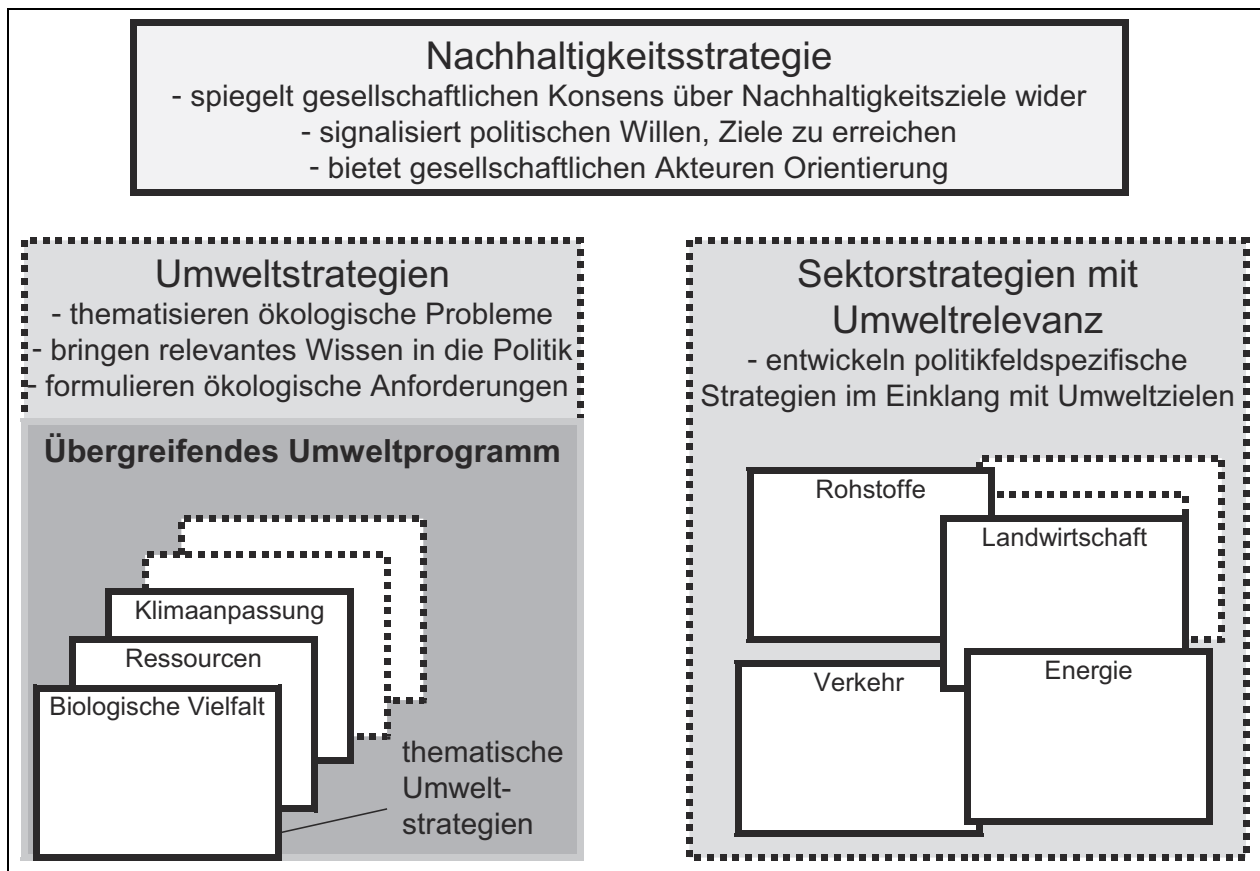 Nachhaltigkeitsstrategie
- spiegelt gesellschaftlichen Konsens über Nachhaltigkeitsziele wider
- signalisiert politischen Willen, Ziele zu erreichen
- bietet gesellschaftlichen Akteuren Orientierung
Umweltstrategien
- thematisieren ökologische Probleme
- bringen relevantes Wissen in die Politik
- formulieren ökologische Anforderungen
Übergreifendes Umweltprogramm
Klimaanpassung
Ressourcen
Biologische Vielfalt
thematische
Umwelt-
strategien
Sektorstrategien mit
Umweltrelevanz
- entwickeln politikfeldspezifische
Strategien im Einklang mit Umweltzielen
Rohstoffe
Landwirtschaft
Verkehr
Energie